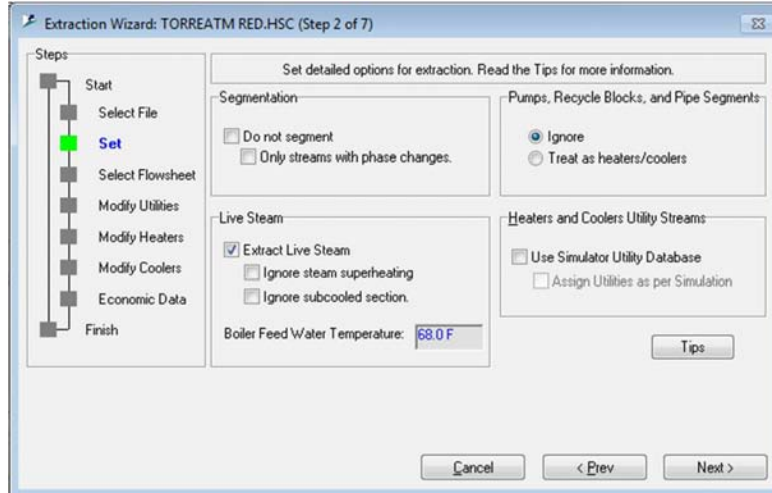 Extraction Wizard: TORREATM RED.HSC (Step 2 of 7)
Steps
Start
Select File
Set
Select Flowsheet
Modify Utilities
Modify Heaters
Modify Coolers
Economic Data
Finish
Set detailed options for extraction. Read the Tips for more information.
Segmentation
Do not segment
Only streams with phase changes.
Pumps, Recycle Blocks, and Pipe Segments
Ignore
Treat as heaters/coolers
Live Steam
Extract Live Steam
Ignore steam superheating
Ignore subcooled section.
Boiler Feed Water Temperature: 68.0 F
Heaters and Coolers Utility Streams
Use Simulator Utility Database
Assign Utilities as per Simulation
Tips
Cancel
< Prev
Next >